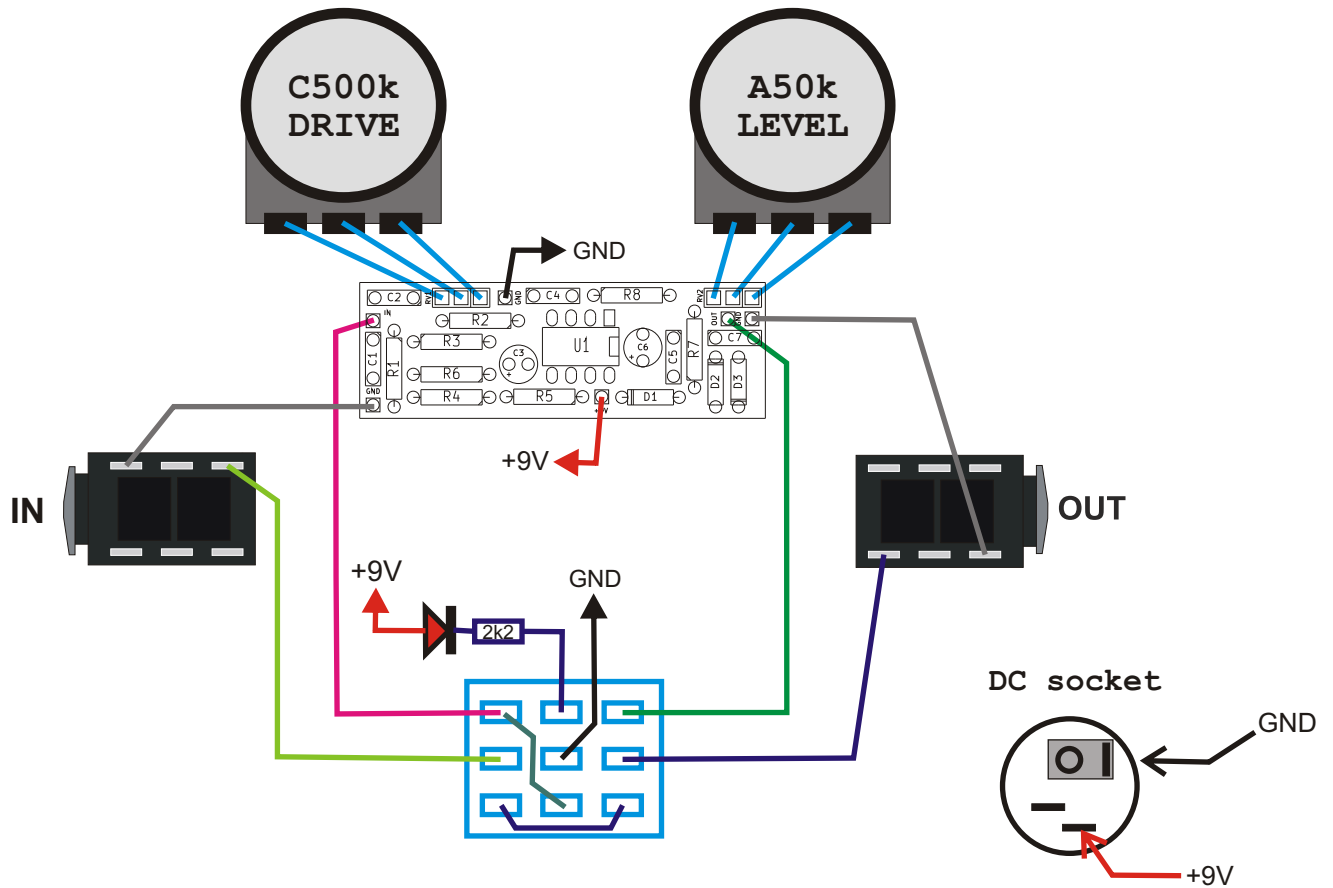 C500k
DRIVE
A50k
LEVEL
GND
C2
RV1
GND
C4
R8
RV2
IN
R2
OUT
GND
C1
R1
R3
U1
C6
C5
R7
C7
C3
R6
D2
D3
GND
R4
R5
+9V
D1
+9V
IN
OUT
+9V
GND
2k2
DC socket
GND
+9V